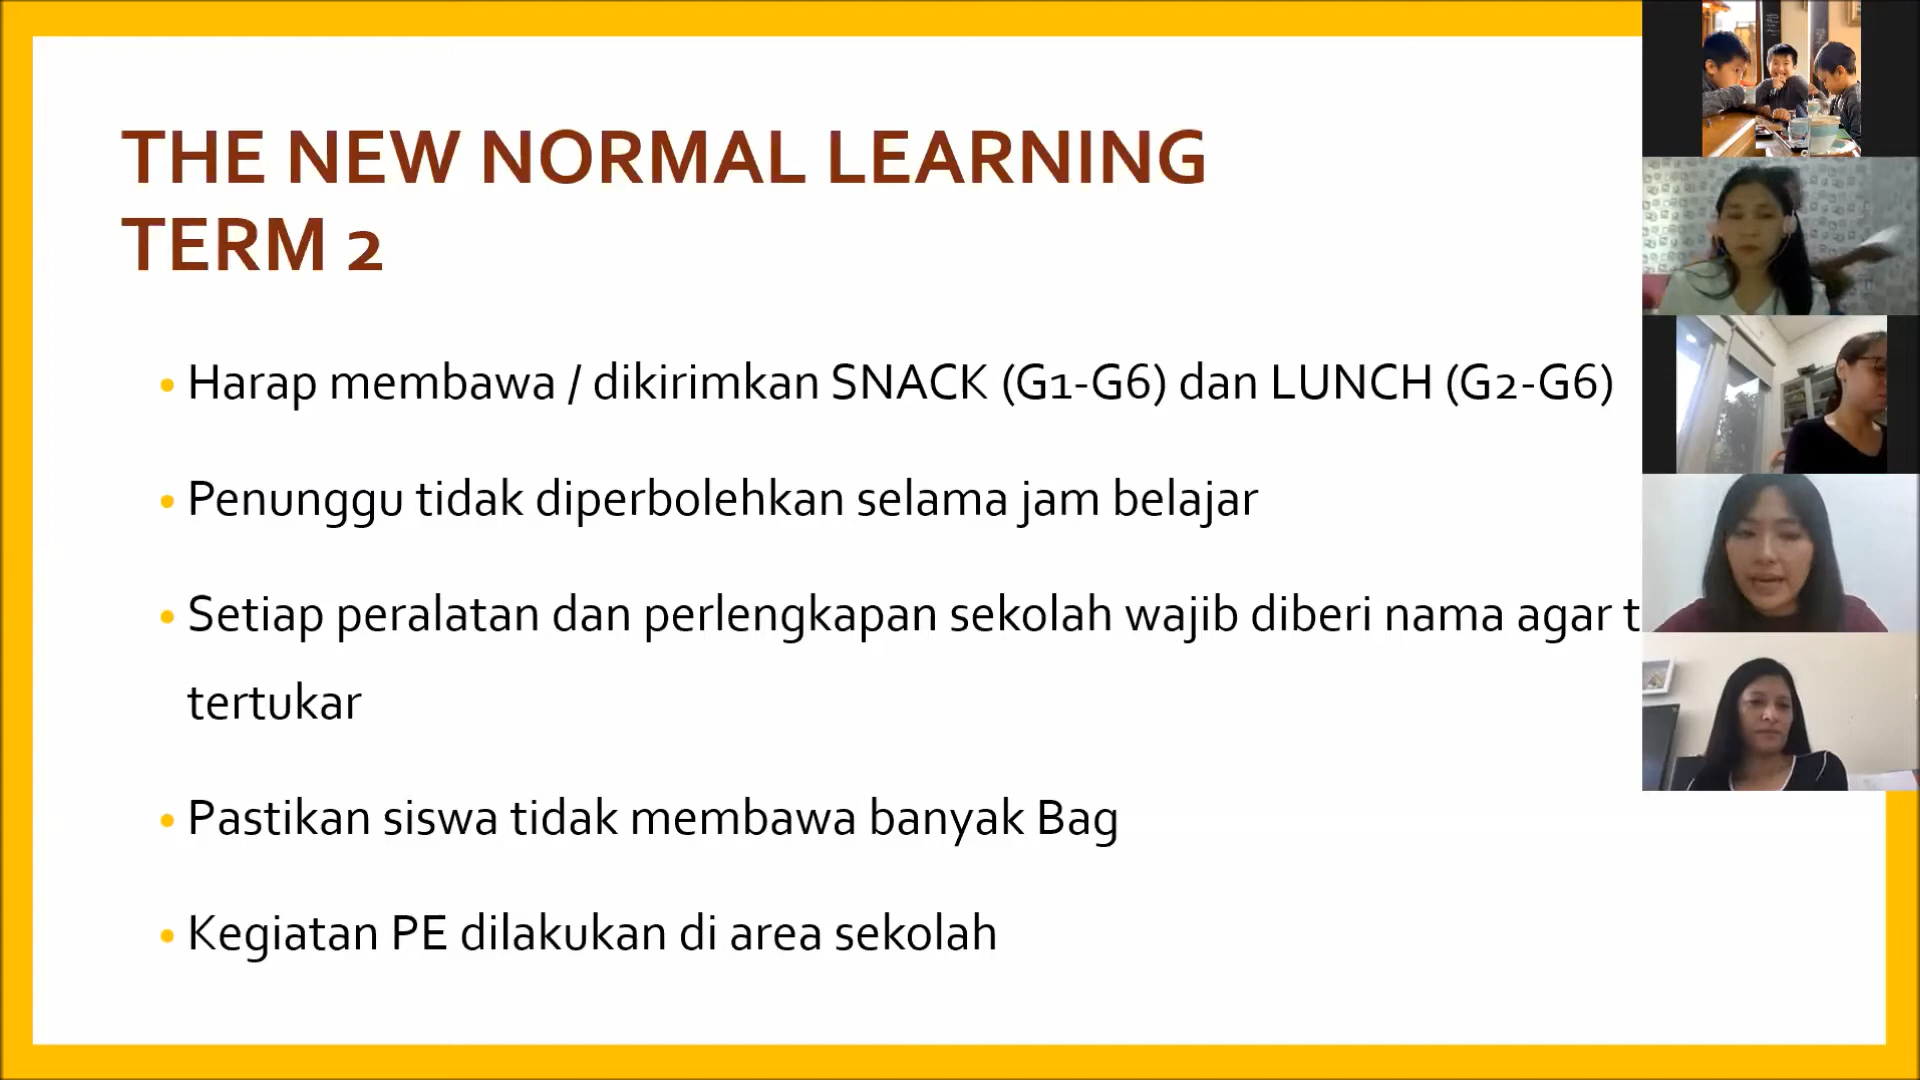 THE NEW NORMAL LEARNING
TERM 2
• Harap membawa / dikirimkan SNACK (G1-G6) dan LUNCH (G2-G6)
• Penunggu tidak diperbolehkan selama jam belajar
• Setiap peralatan dan perlengkapan sekolah wajib diberi nama agar t
tertukar
• Pastikan siswa tidak membawa banyak Bag
• Kegiatan PE dilakukan di area sekolah